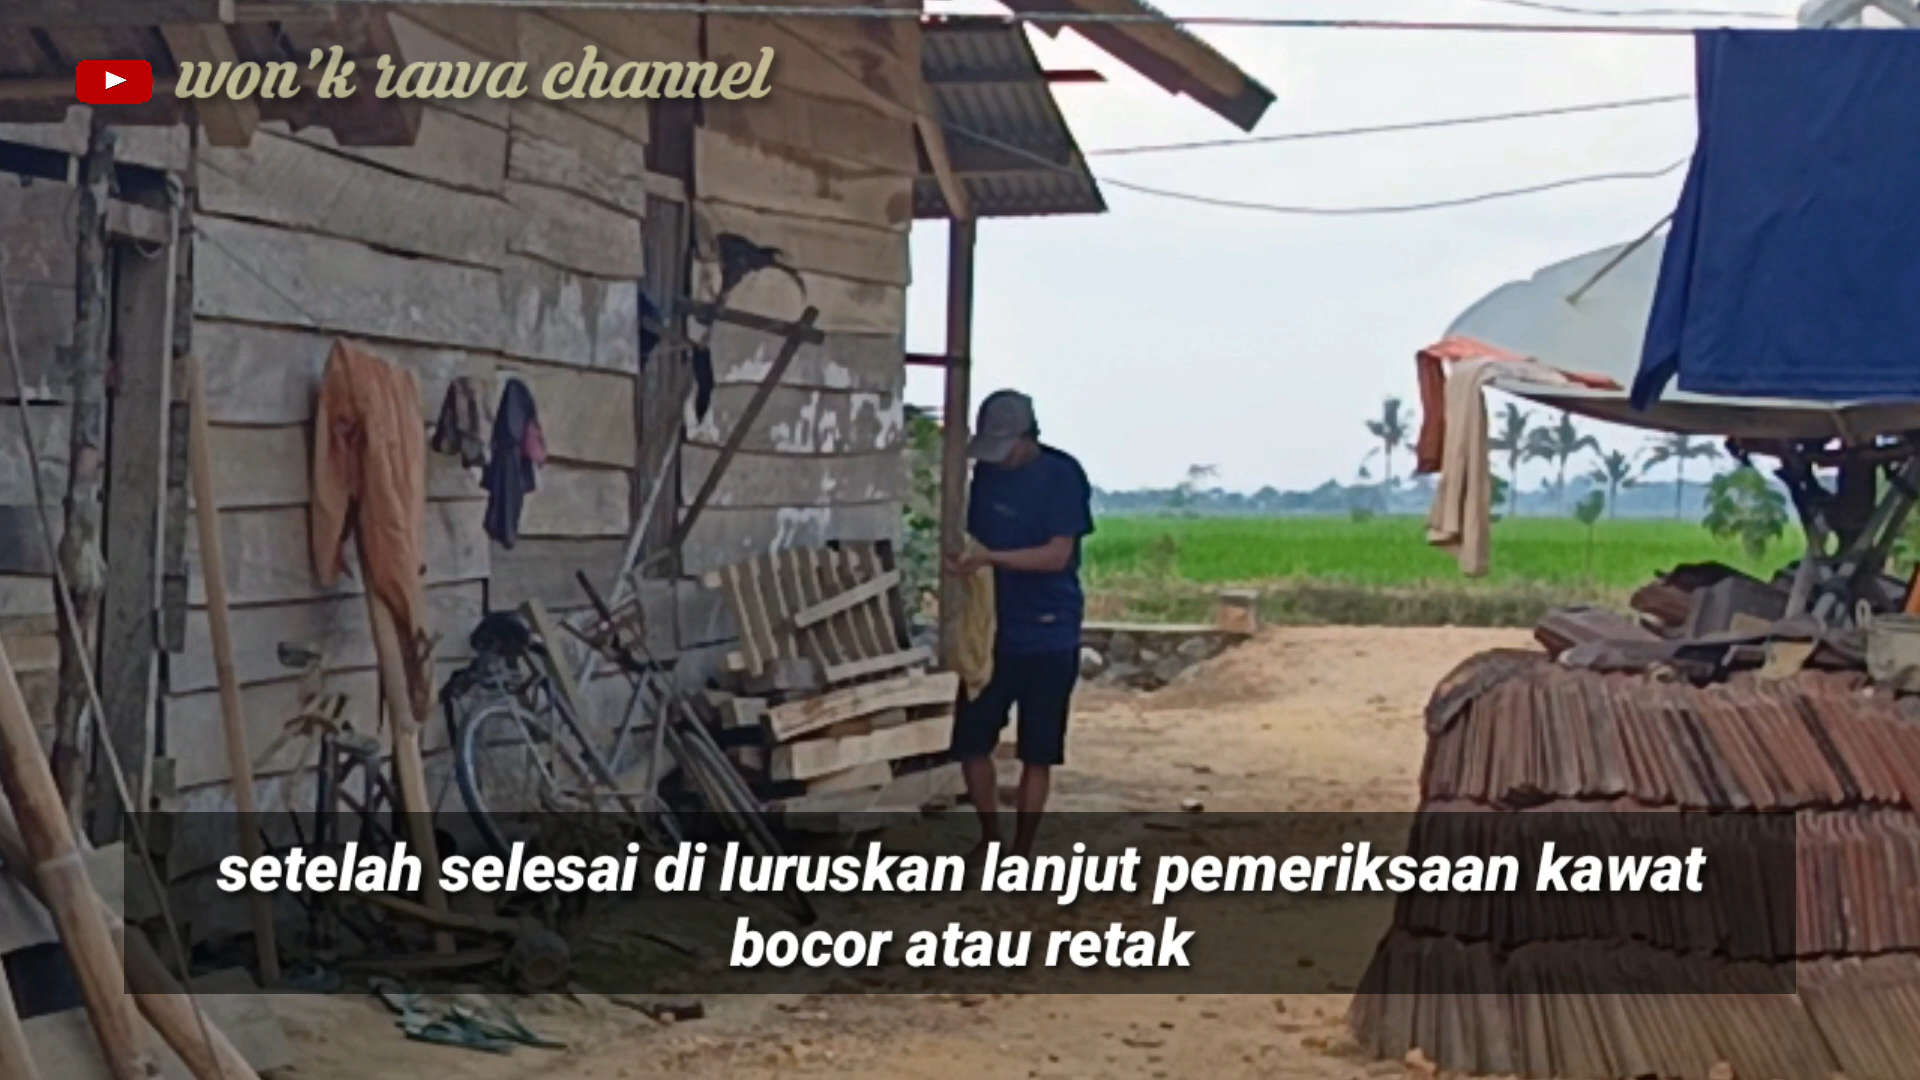 won'k rawa channel
setelah selesai di luruskan lanjut pemeriksaan kawat
bocor atau retak